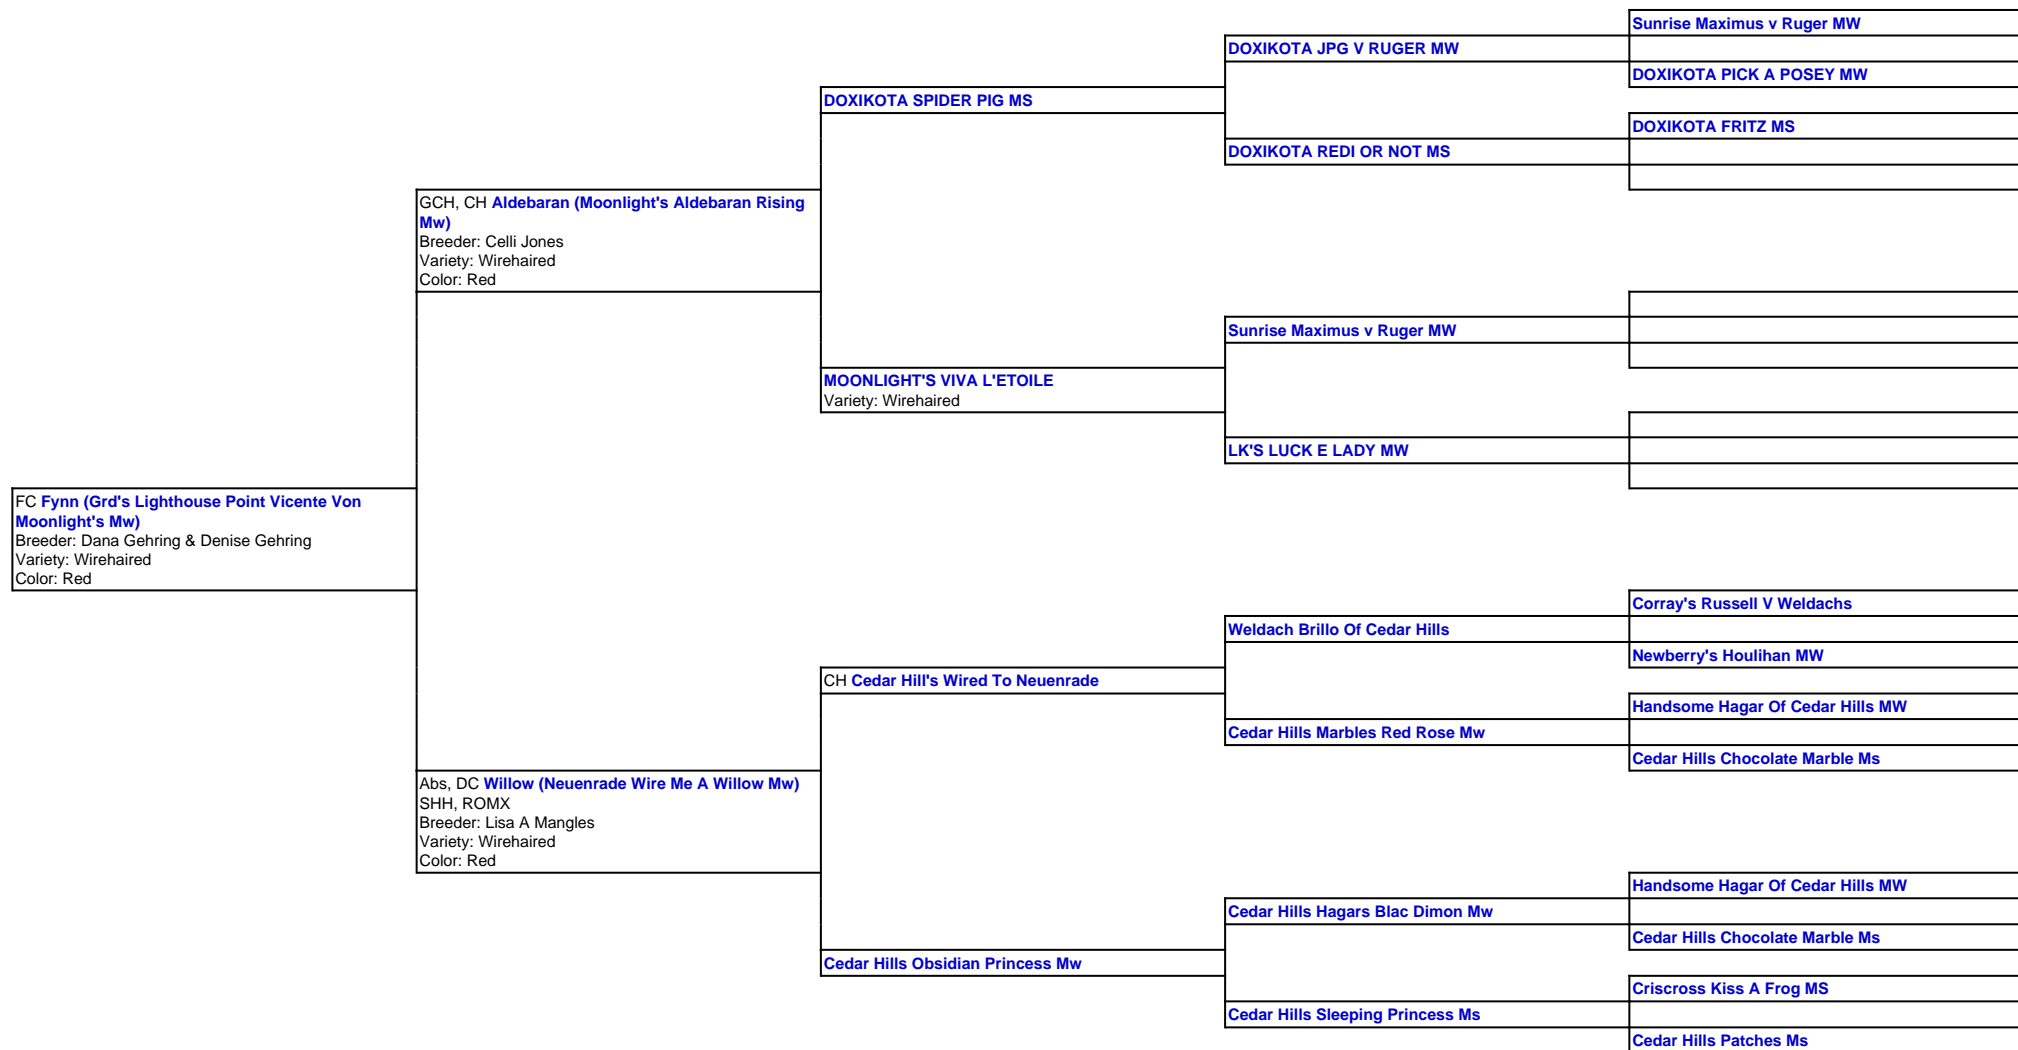 Sunrise Maximus v Ruger MW
DOXIKOTA JPG V RUGER MW
DOXIKOTA PICK A POSEY MW
DOXIKOTA SPIDER PIG MS
DOXIKOTA FRITZ MS
DOXIKOTA REDI OR NOT MS
GCH, CH Aldebaran (Moonlight's Aldebaran Rising
Mw)
Breeder: Celli Jones
Variety: Wirehaired
Color: Red
Sunrise Maximus v Ruger MW
MOONLIGHT'S VIVA L'ETOILE
Variety: Wirehaired
LK'S LUCK E LADY MW
FC Fynn (Grd's Lighthouse Point Vicente Von
Moonlight's Mw)
Breeder: Dana Gehring & Denise Gehring
Variety: Wirehaired
Color: Red
Corray's Russell V Weldachs
Weldach Brillo Of Cedar Hills
Newberry's Houlihan MW
CH Cedar Hill's Wired To Neuenrade
Handsome Hagar Of Cedar Hills MW
Cedar Hills Marbles Red Rose Mw
Cedar Hills Chocolate Marble Ms
Abs, DC Willow (Neuenrade Wire Me A Willow Mw)
SHH, ROMX
Breeder: Lisa A Mangles
Variety: Wirehaired
Color: Red
Handsome Hagar Of Cedar Hills MW
Cedar Hills Hagars Blac Dimon Mw
Cedar Hills Chocolate Marble Ms
Cedar Hills Obsidian Princess Mw
Criscross Kiss A Frog MS
Cedar Hills Sleeping Princess Ms
Cedar Hills Patches Ms